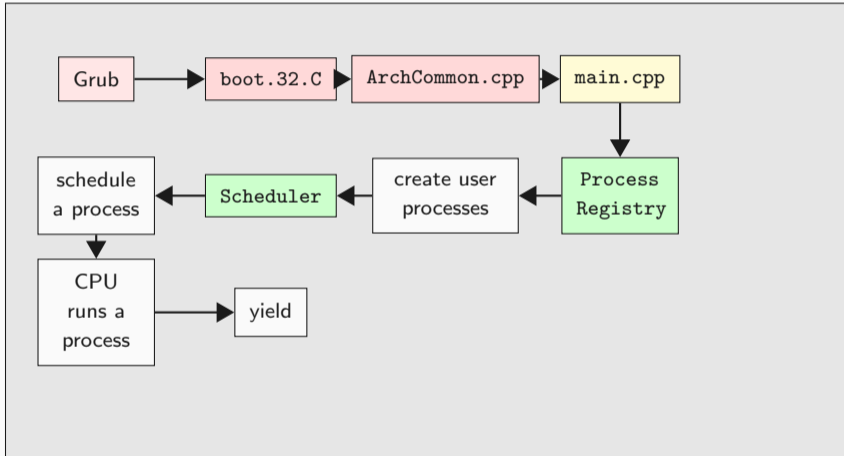 Grub
boot.32.C
ArchCommon.cpp
main.cpp
schedule
a process
Scheduler
create user
processes
Process
Registry
CPU
runs a
process
yield